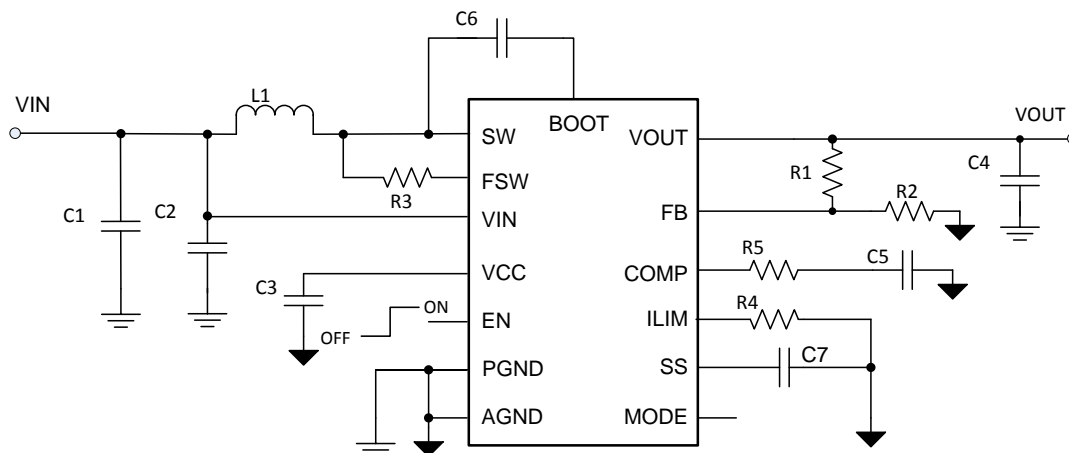 C6
VIN
L1
BOOT
SW
VOUT
VOUT
FSW
R3
R1
C4
C1
C2
VIN
FB
R2
VCC
C3
COMP
R5
C5
ON
OFF
EN
ILIM
R4
PGND
SS
C7
AGND
MODE